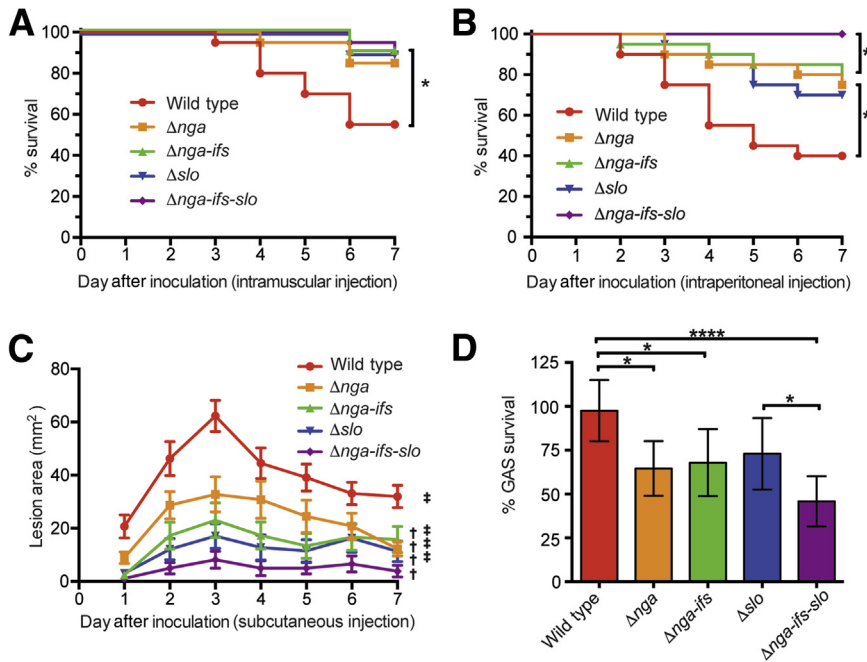 A
100
80
60
40
20
0
% survival
Wild type
Δnga
Δnga-ifs
Δslo
Δnga-ifs-slo
*
0 1 2 3 4 5 6 7
Day after inoculation (intramuscular injection)
B
100
80
60
40
20
0
% survival
Wild type
Δnga
Δnga-ifs
Δslo
Δnga-ifs-slo
*
*
0 1 2 3 4 5 6 7
Day after inoculation (intraperitoneal injection)
C
80
60
40
20
0
Lesion area (mm²)
Wild type
Δnga
Δnga-ifs
Δslo
Δnga-ifs-slo
‡
†‡
†‡
†‡
†
0 1 2 3 4 5 6 7
Day after inoculation (subcutaneous injection)
D
125
100
75
50
25
0
% GAS survival
****
*
*
*
Wild type
Δnga
Δnga-ifs
Δslo
Δnga-ifs-slo